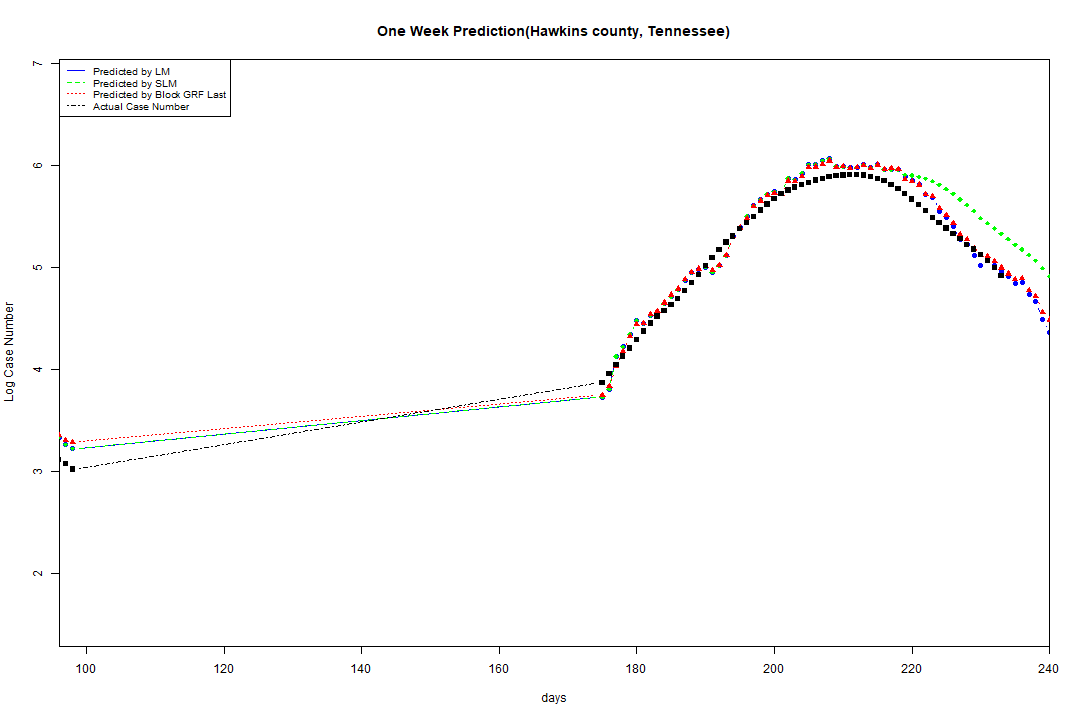 One Week Prediction(Hawkins county, Tennessee)
Predicted by LM
Predicted by SLM
Predicted by Block GRF Last
Actual Case Number
7
6
5
4
3
2
Log Case Number
100 120 140 160 180 200 220 240
days